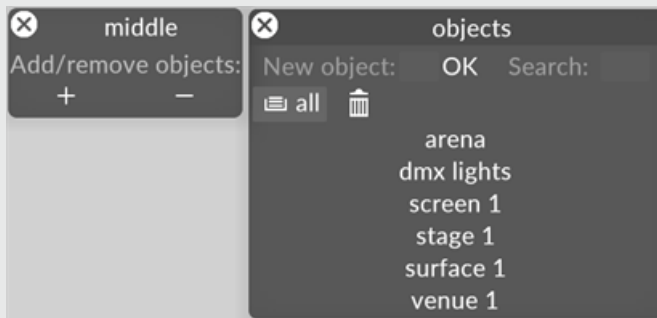 middle
Add/remove objects:
+ −
objects
New object: OK Search:
all
arena
dmx lights
screen 1
stage 1
surface 1
venue 1